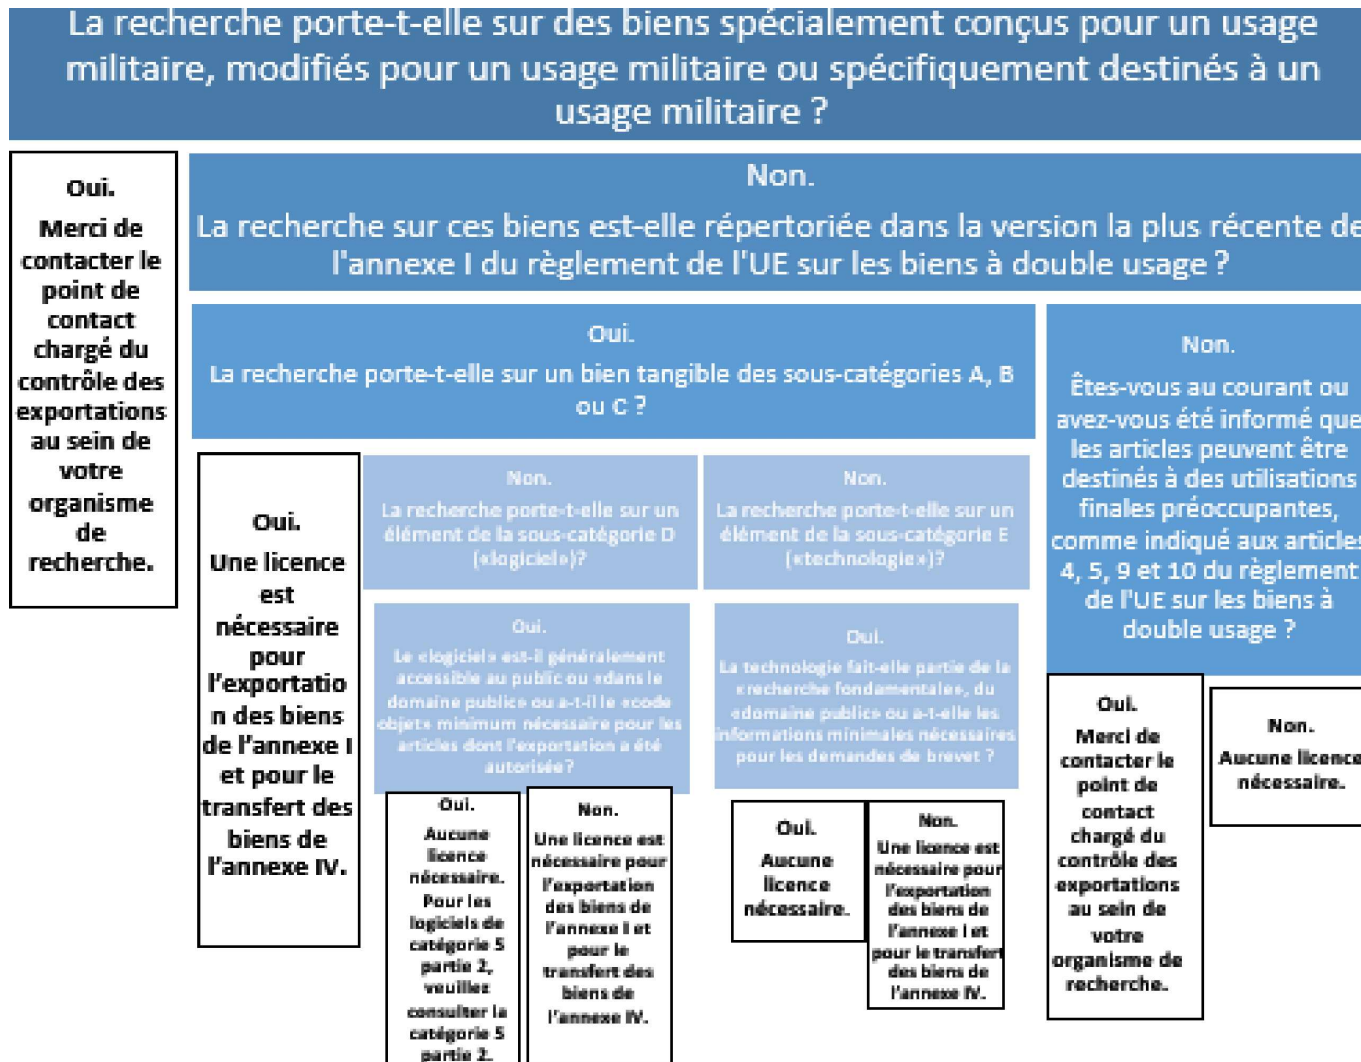 La recherche porte-t-elle sur des biens spécialement conçus pour un usage
militaire, modifiés pour un usage militaire ou spécifiquement destinés à un
usage militaire ?
Oui.
Merci de
contacter le
point de
contact
chargé du
contrôle des
exportations
au sein de
votre
organisme
de
recherche.
Non.
La recherche sur ces biens est-elle répertoriée dans la version la plus récente de
l'annexe I du règlement de l'UE sur les biens à double usage ?
Oui.
La recherche porte-t-elle sur un bien tangible des sous-catégories A, B
ou C ?
Oui.
Une licence
est
nécessaire
pour
l'exportatio
n des biens
de l'annexe I
et pour le
transfert des
biens de
l'annexe IV.
Non.
La recherche porte-t-elle sur un
élément de la sous-catégorie D
(«logiciel»)?
Oui.
Le «logiciel» est-il généralement
accessible au public ou «dans le
domaine public» ou a-t-il le «code
objet» minimum nécessaire pour les
articles dont l'exportation a été
autorisée?
Oui.
Aucune
licence
nécessaire.
Pour les
logiciels de
catégorie 5
partie 2,
veuillez
consulter la
catégorie 5
partie 2.
Non.
Une licence est
nécessaire pour
l'exportation
des biens de
l'annexe I et
pour le
transfert des
biens de
l'annexe IV.
Non.
La recherche porte-t-elle sur un
élément de la sous-catégorie E
(«technologie»)?
Oui.
La technologie fait-elle partie de la
«recherche fondamentale», du
«domaine public» ou a-t-elle les
informations minimales nécessaires
pour les demandes de brevet ?
Oui.
Aucune
licence
nécessaire.
Non.
Une licence est
nécessaire pour
l'exportation
des biens de
l'annexe I et
pour le transfert
des biens de
l'annexe IV.
Non.
Êtes-vous au courant ou
avez-vous été informé que
les articles peuvent être
destinés à des utilisations
finales préoccupantes,
comme indiqué aux articles
4, 5, 9 et 10 du règlement
de l'UE sur les biens à
double usage ?
Oui.
Merci de
contacter le
point de
contact
chargé du
contrôle des
exportations
au sein de
votre
organisme de
recherche.
Non.
Aucune licence
nécessaire.